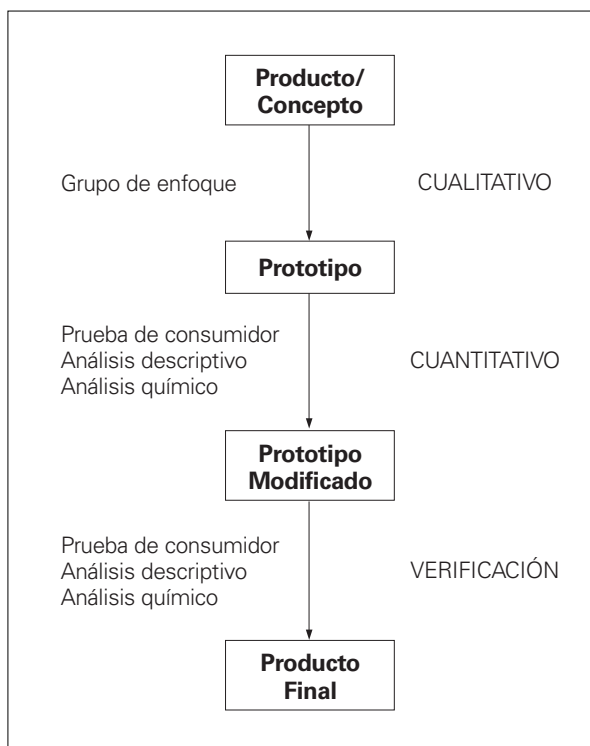 Producto/
Concepto
Grupo de enfoque
CUALITATIVO
Prototipo
Prueba de consumidor
Análisis descriptivo
Análisis químico
CUANTITATIVO
Prototipo
Modificado
Prueba de consumidor
Análisis descriptivo
Análisis químico
VERIFICACIÓN
Producto
Final